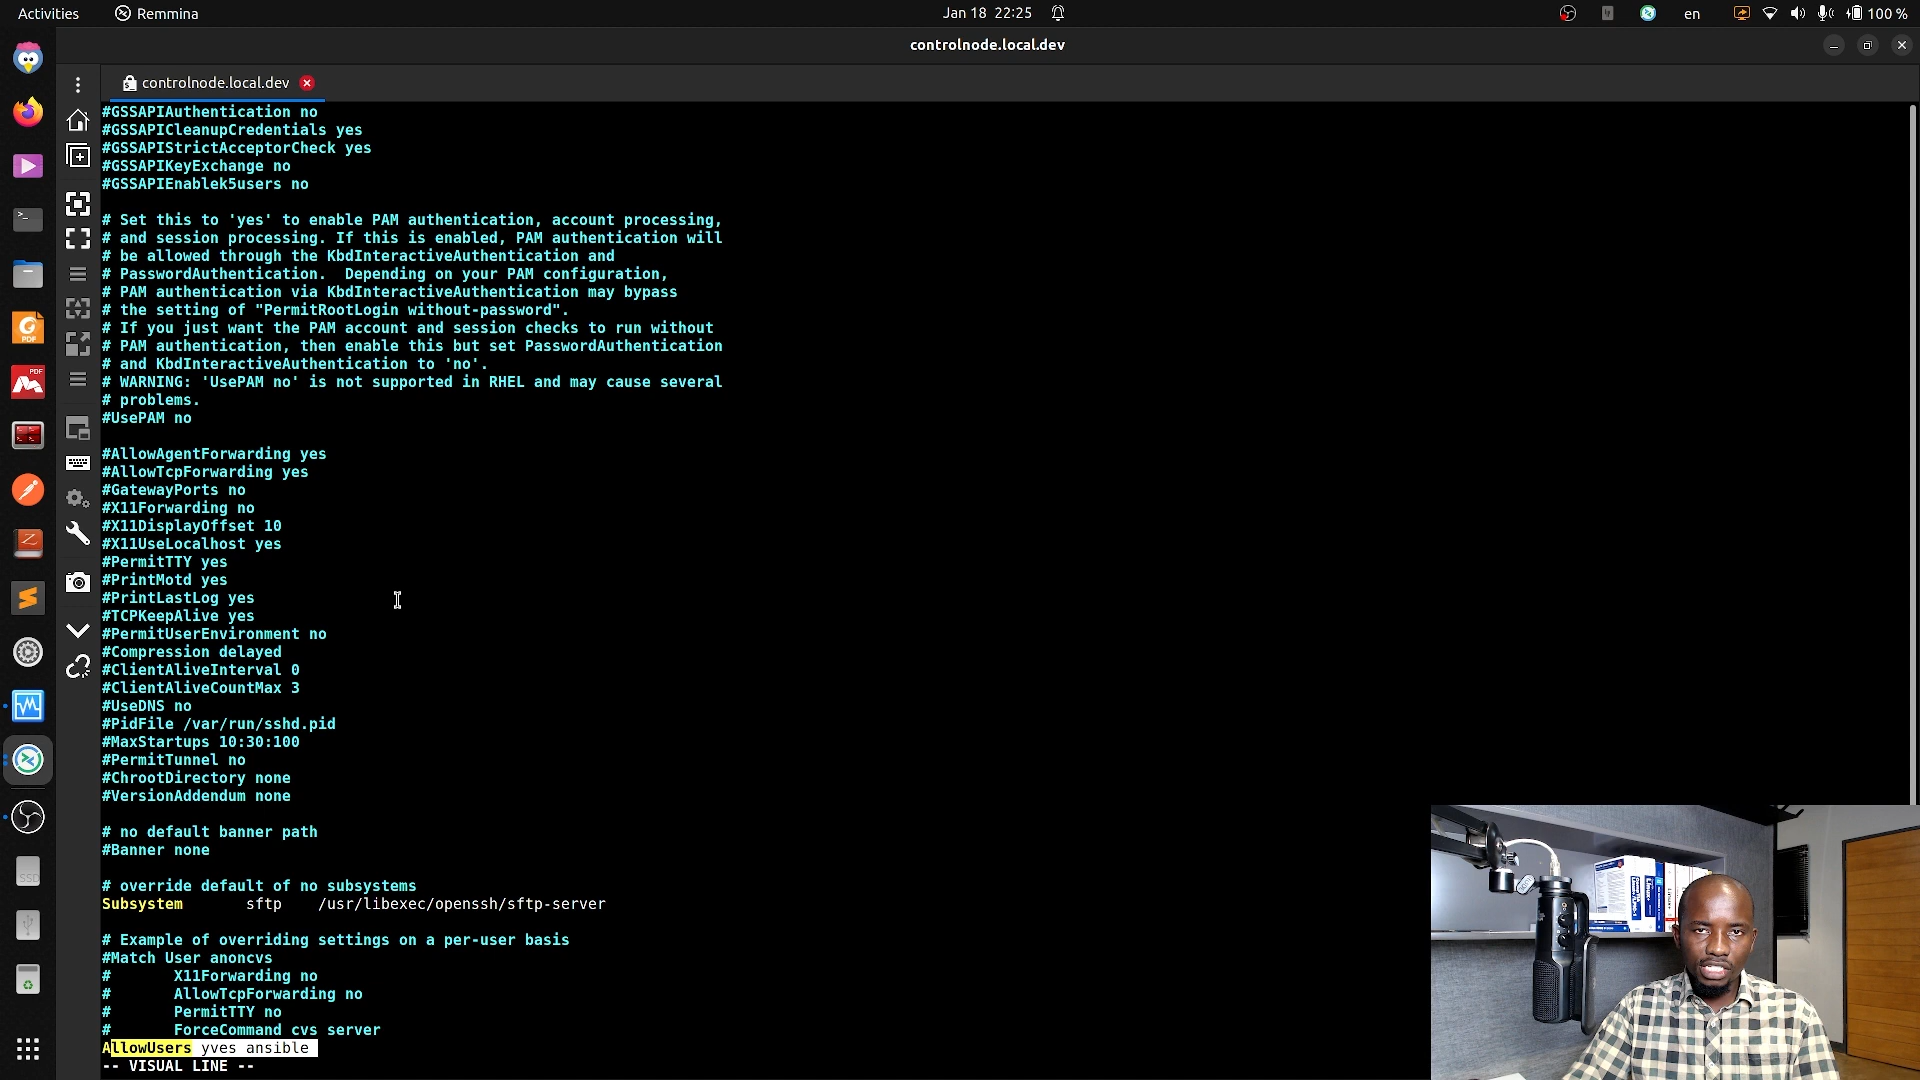 Activities
Remmina
Jan 18 22:25
en
100 %
controlnode.local.dev
controlnode.local.dev
#GSSAPIAuthentication no
#GSSAPICleanupCredentials yes
#GSSAPIStrictAcceptorCheck yes
#GSSAPIKeyExchange no
#GSSAPIEnablek5users no
# Set this to 'yes' to enable PAM authentication, account processing,
# and session processing. If this is enabled, PAM authentication will
# be allowed through the KbdInteractiveAuthentication and
# PasswordAuthentication.  Depending on your PAM configuration,
# PAM authentication via KbdInteractiveAuthentication may bypass
# the setting of "PermitRootLogin without-password".
# If you just want the PAM account and session checks to run without
# PAM authentication, then enable this but set PasswordAuthentication
# and KbdInteractiveAuthentication to 'no'.
# WARNING: 'UsePAM no' is not supported in RHEL and may cause several
# problems.
#UsePAM no
#AllowAgentForwarding yes
#AllowTcpForwarding yes
#GatewayPorts no
#X11Forwarding no
#X11DisplayOffset 10
#X11UseLocalhost yes
#PermitTTY yes
#PrintMotd yes
#PrintLastLog yes
#TCPKeepAlive yes
#PermitUserEnvironment no
#Compression delayed
#ClientAliveInterval 0
#ClientAliveCountMax 3
#UseDNS no
#PidFile /var/run/sshd.pid
#MaxStartups 10:30:100
#PermitTunnel no
#ChrootDirectory none
#VersionAddendum none
# no default banner path
#Banner none
# override default of no subsystems
Subsystem       sftp    /usr/libexec/openssh/sftp-server
# Example of overriding settings on a per-user basis
#Match User anoncvs
#       X11Forwarding no
#       AllowTcpForwarding no
#       PermitTTY no
#       ForceCommand cvs server
AllowUsers yves ansible
-- VISUAL LINE --
PDF
PDF
SSD